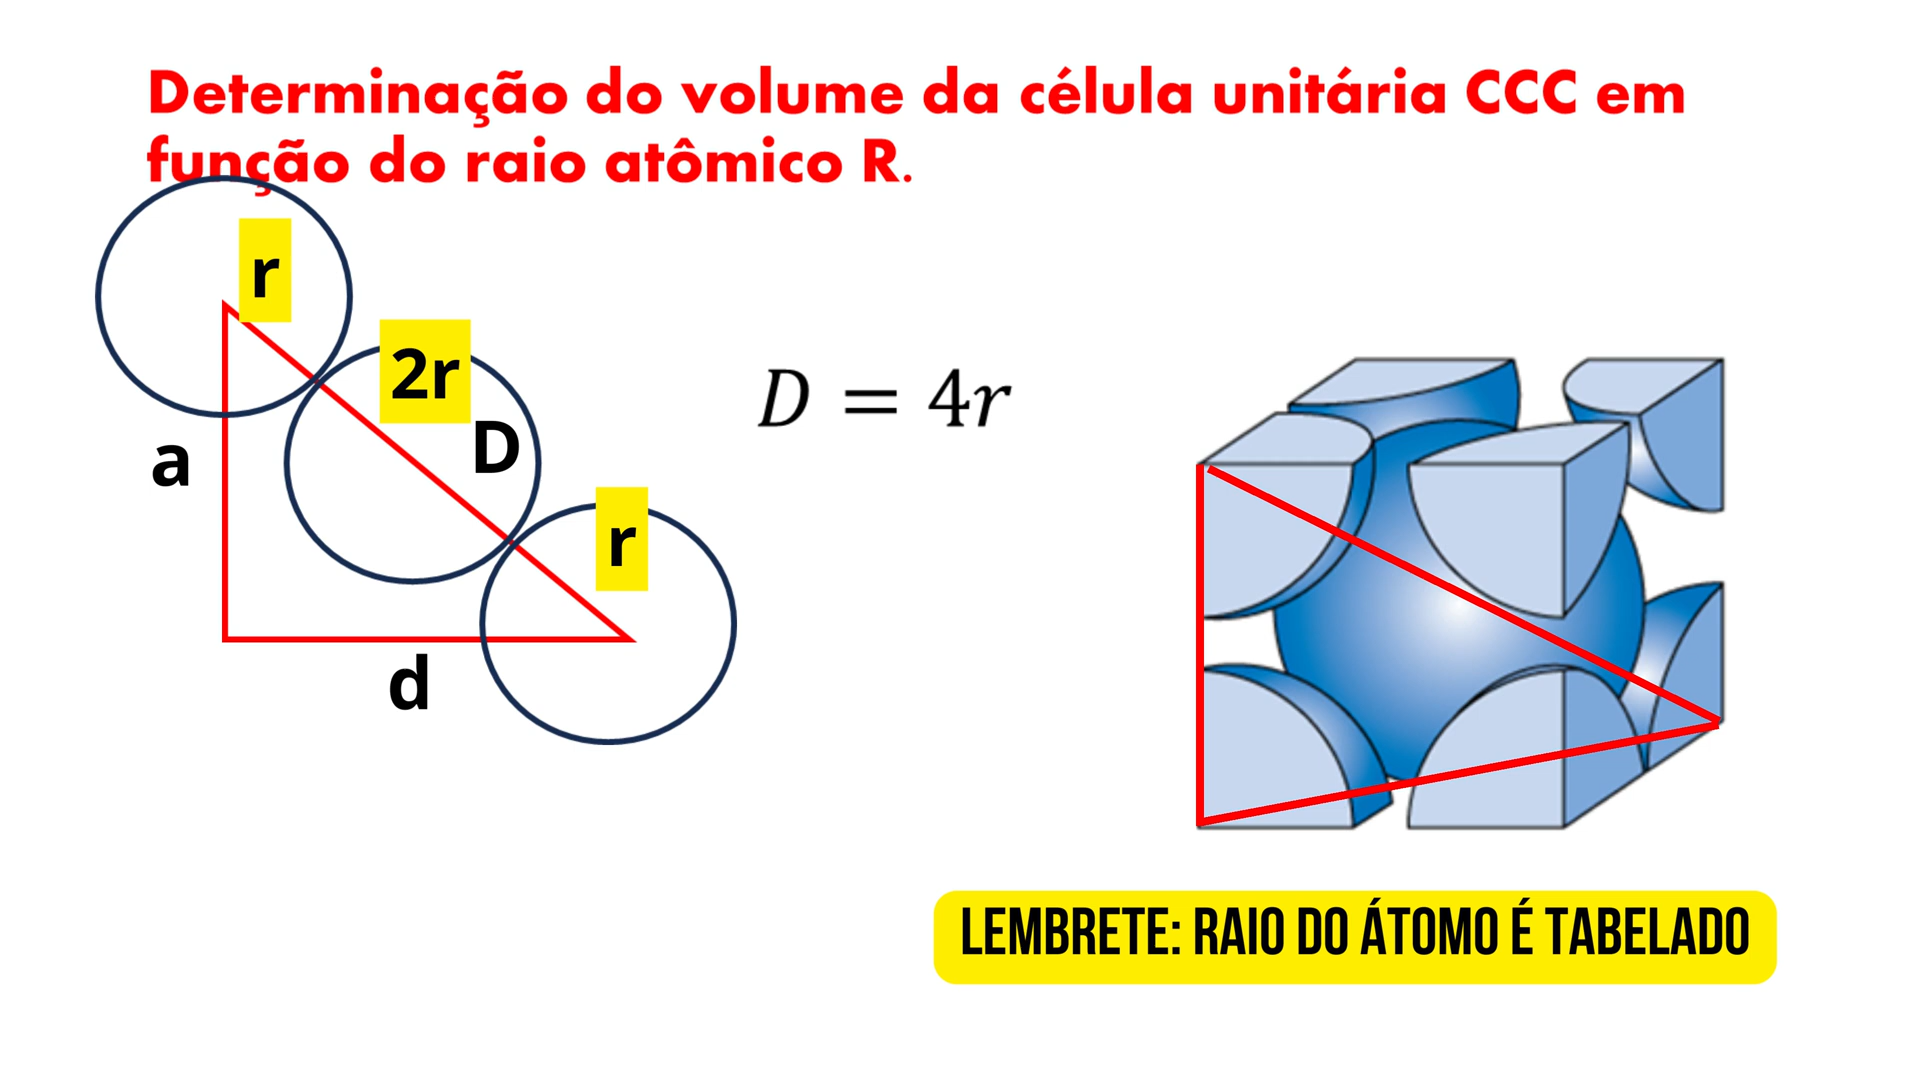 Determinação do volume da célula unitária CCC em
função do raio atômico R.
r
2r
D = 4r
D
a
r
d
LEMBRETE: RAIO DO ÁTOMO É TABELADO